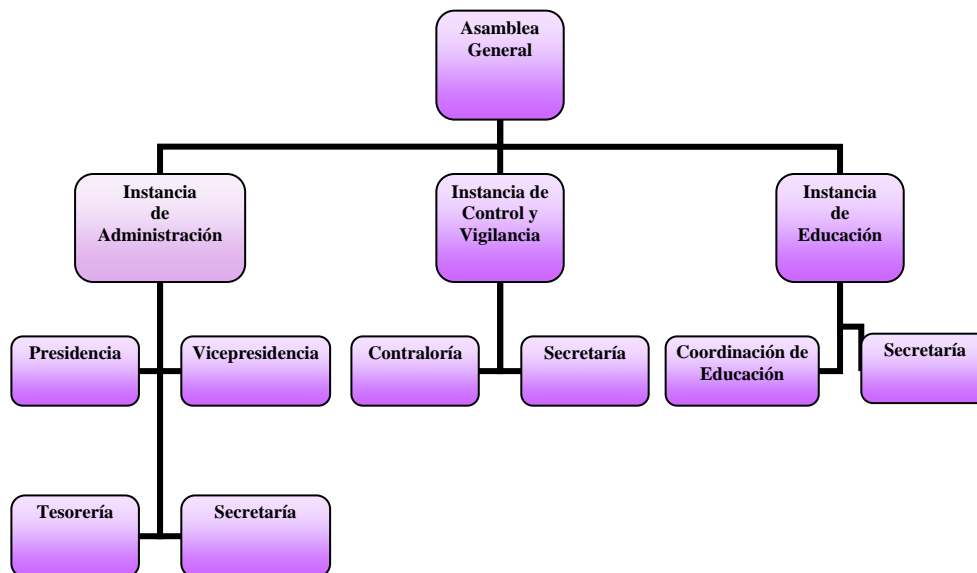 Asamblea
General
Instancia
de
Administración
Instancia de
Control y
Vigilancia
Instancia
de
Educación
Presidencia
Vicepresidencia
Contraloría
Secretaría
Coordinación de
Educación
Secretaría
Tesorería
Secretaría